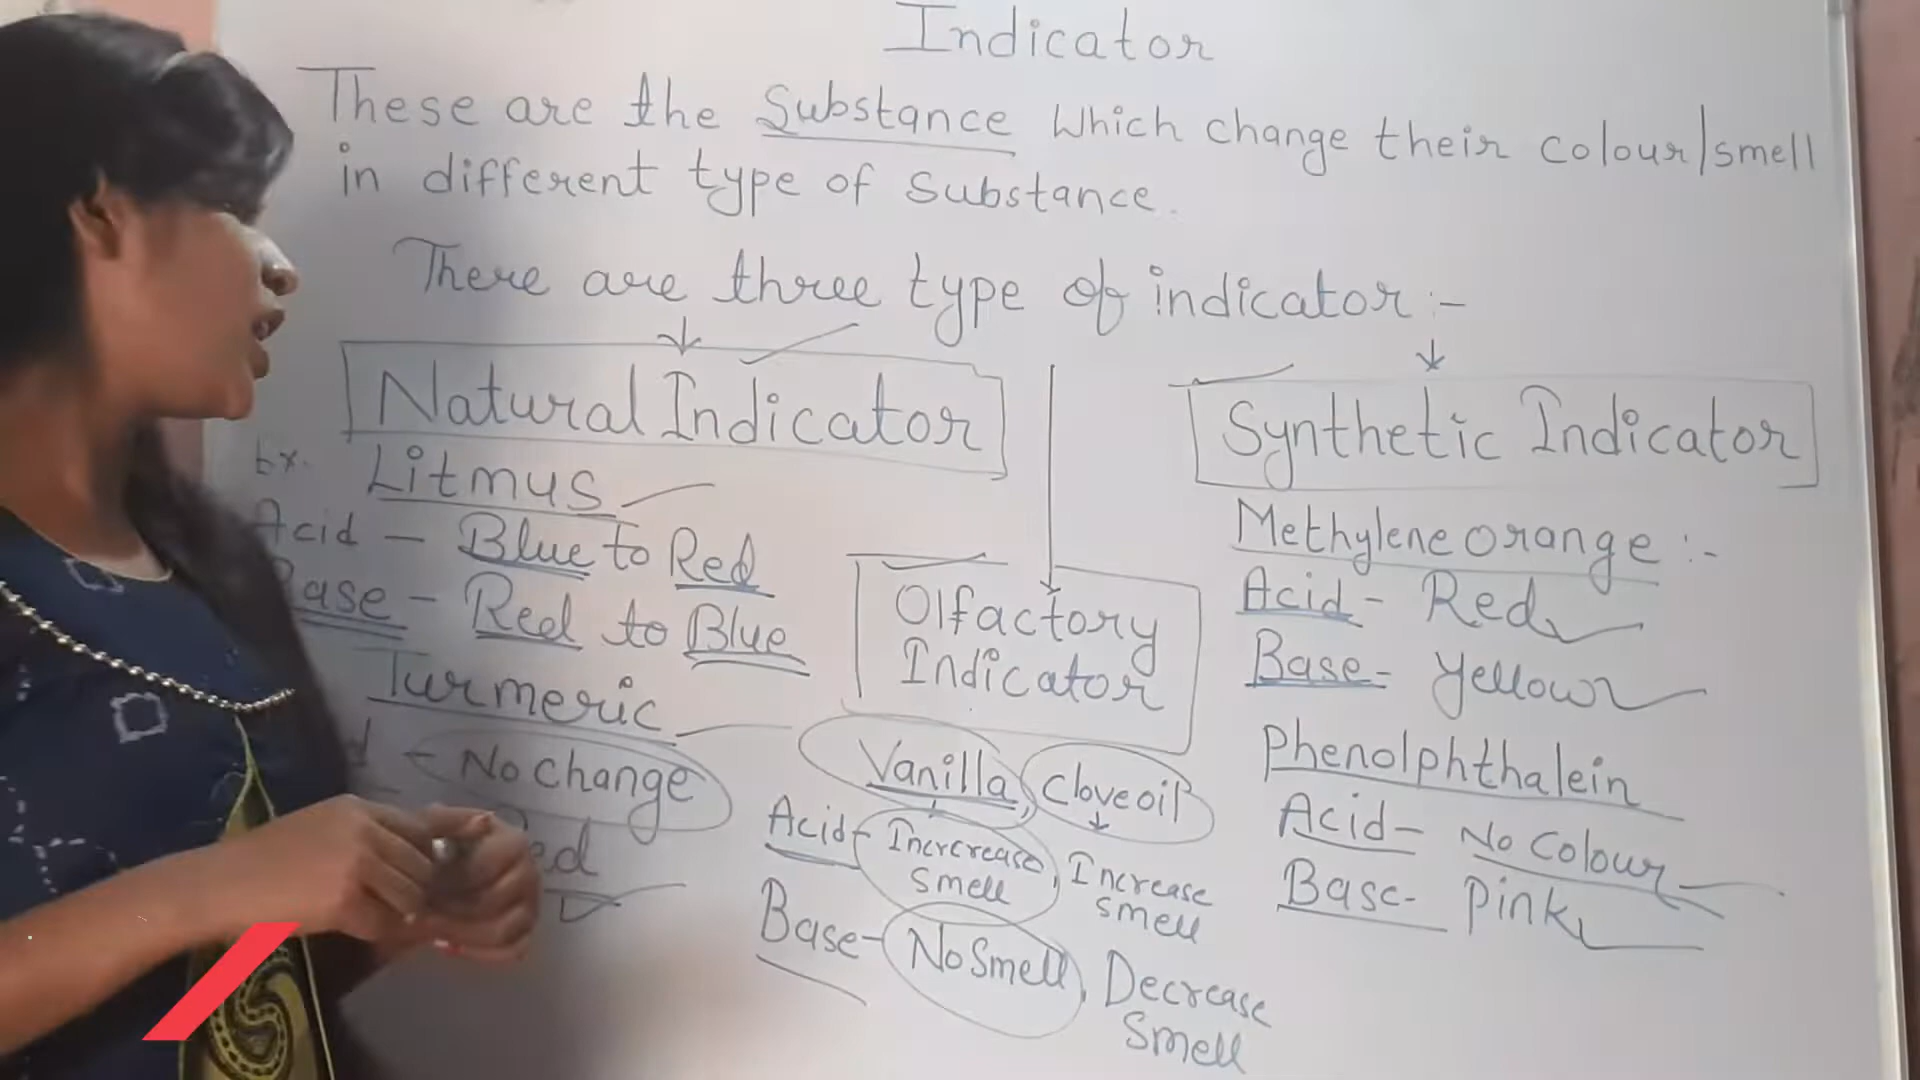 Indicator
These are the Substance Which change their colour/smell
in different type of Substance.
There are three type of indicator :-
Natural Indicator
Ex.
Litmus
Acid - Blue to Red
Base - Red to Blue
Turmeric
- No change
Olfactory
Indicator
Vanilla, Clove oil
Acid - Incrcrease smell, Increase smell
Base - No Smell, Decrease Smell
Synthetic Indicator
Methylene orange :-
Acid - Red
Base - Yellow
Phenolphthalein
Acid - No Colour
Base - Pink